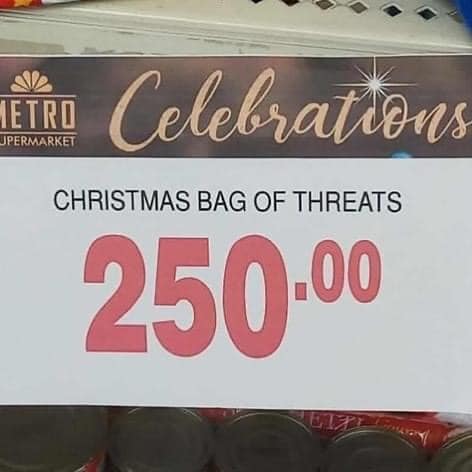 METRO
SUPERMARKET
Celebrations
CHRISTMAS BAG OF THREATS
250.00